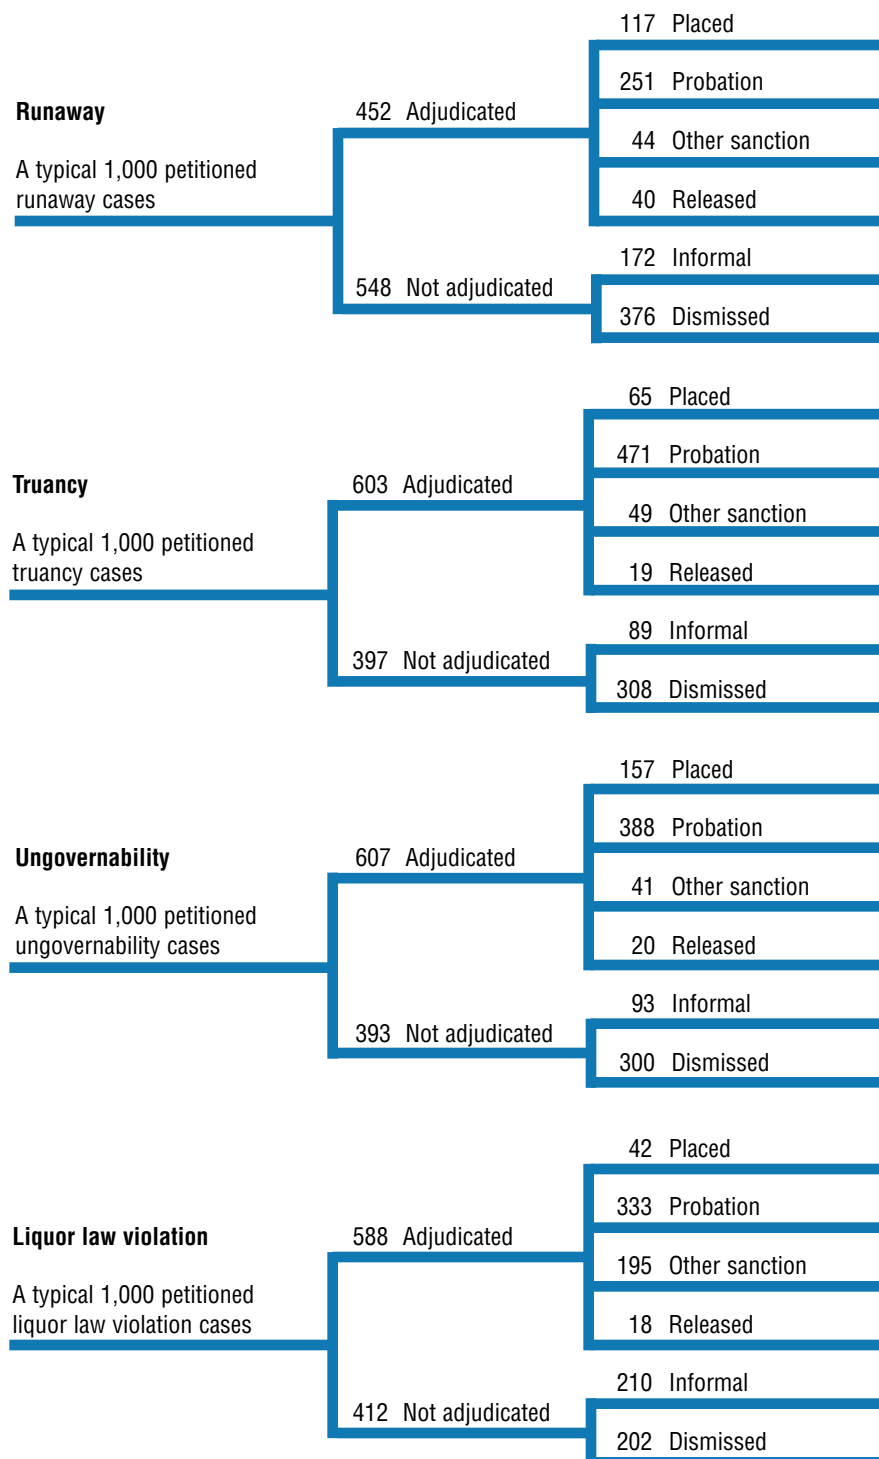 117 Placed
251 Probation
Runaway
452 Adjudicated
44 Other sanction
A typical 1,000 petitioned
runaway cases
40 Released
172 Informal
548 Not adjudicated
376 Dismissed
65 Placed
471 Probation
Truancy
603 Adjudicated
49 Other sanction
A typical 1,000 petitioned
truancy cases
19 Released
89 Informal
397 Not adjudicated
308 Dismissed
157 Placed
388 Probation
Ungovernability
607 Adjudicated
41 Other sanction
A typical 1,000 petitioned
ungovernability cases
20 Released
93 Informal
393 Not adjudicated
300 Dismissed
42 Placed
333 Probation
Liquor law violation
588 Adjudicated
195 Other sanction
A typical 1,000 petitioned
liquor law violation cases
18 Released
210 Informal
412 Not adjudicated
202 Dismissed